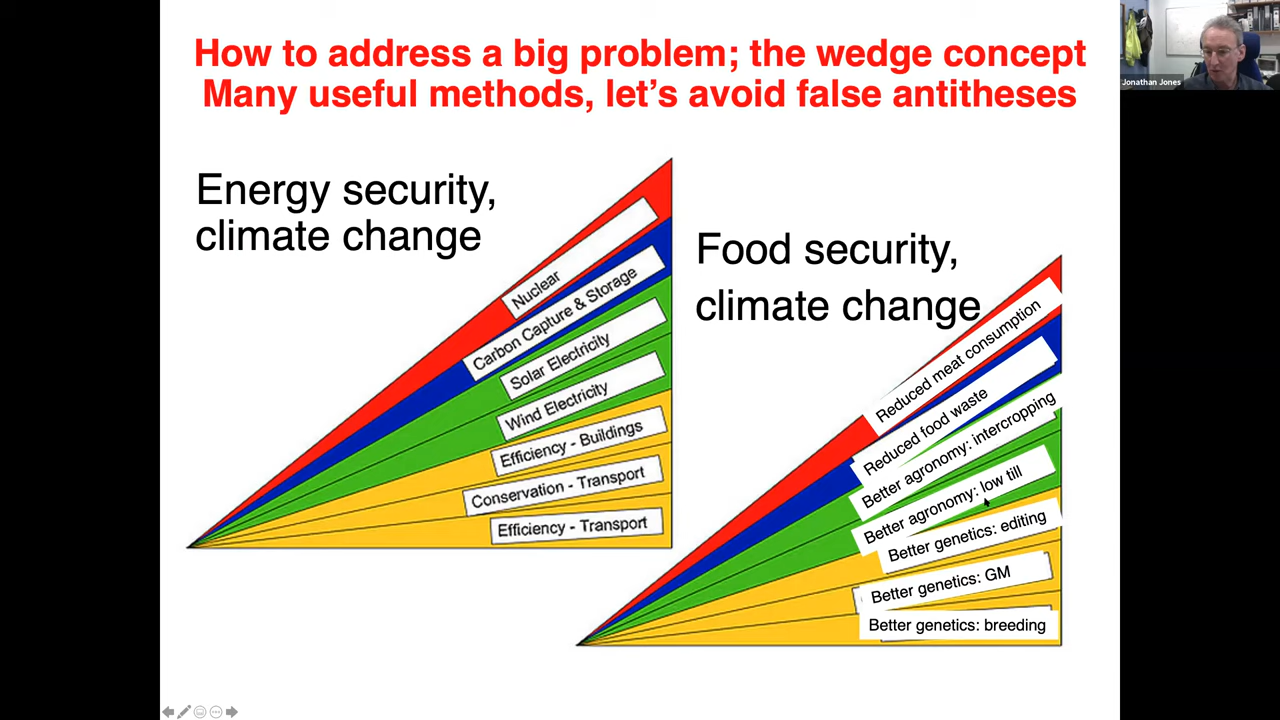 How to address a big problem; the wedge concept
Many useful methods, let's avoid false antitheses
Jonathan Jones
Energy security,
climate change
Nuclear
Carbon Capture & Storage
Solar Electricity
Wind Electricity
Efficiency - Buildings
Conservation - Transport
Efficiency - Transport
Food security,
climate change
Reduced meat consumption
Reduced food waste
Better agronomy: intercropping
Better agronomy: low till
Better genetics: editing
Better genetics: GM
Better genetics: breeding